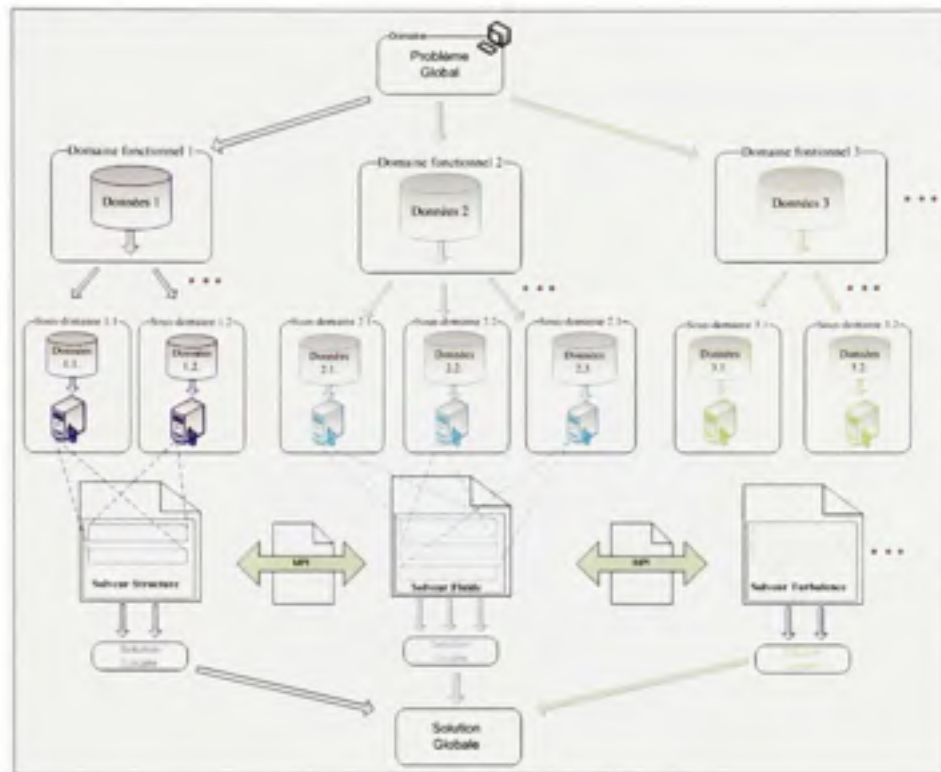 Domaine
Problème
Global
Domaine fonctionnel 1
Domaine fonctionnel 2
Domaine fontionnel 3
Données 1
Données 2
Données 3
Sous domaine 1.1
Sous domaine 1.2
Sous domaine 2.1
Sous domaine 2.2
Sous domaine 2.3
Sous domaine 3.1
Sous domaine 3.2
Données
1.1.
Données
1.2.
Données
2.1.
Données
2.2.
Données
2.3.
Données
3.1.
Données
3.2.
MPI
MPI
Solveur Structure
Solveur Fluide
Solveur Turbulence
Solution
Solution
Solution
Globale